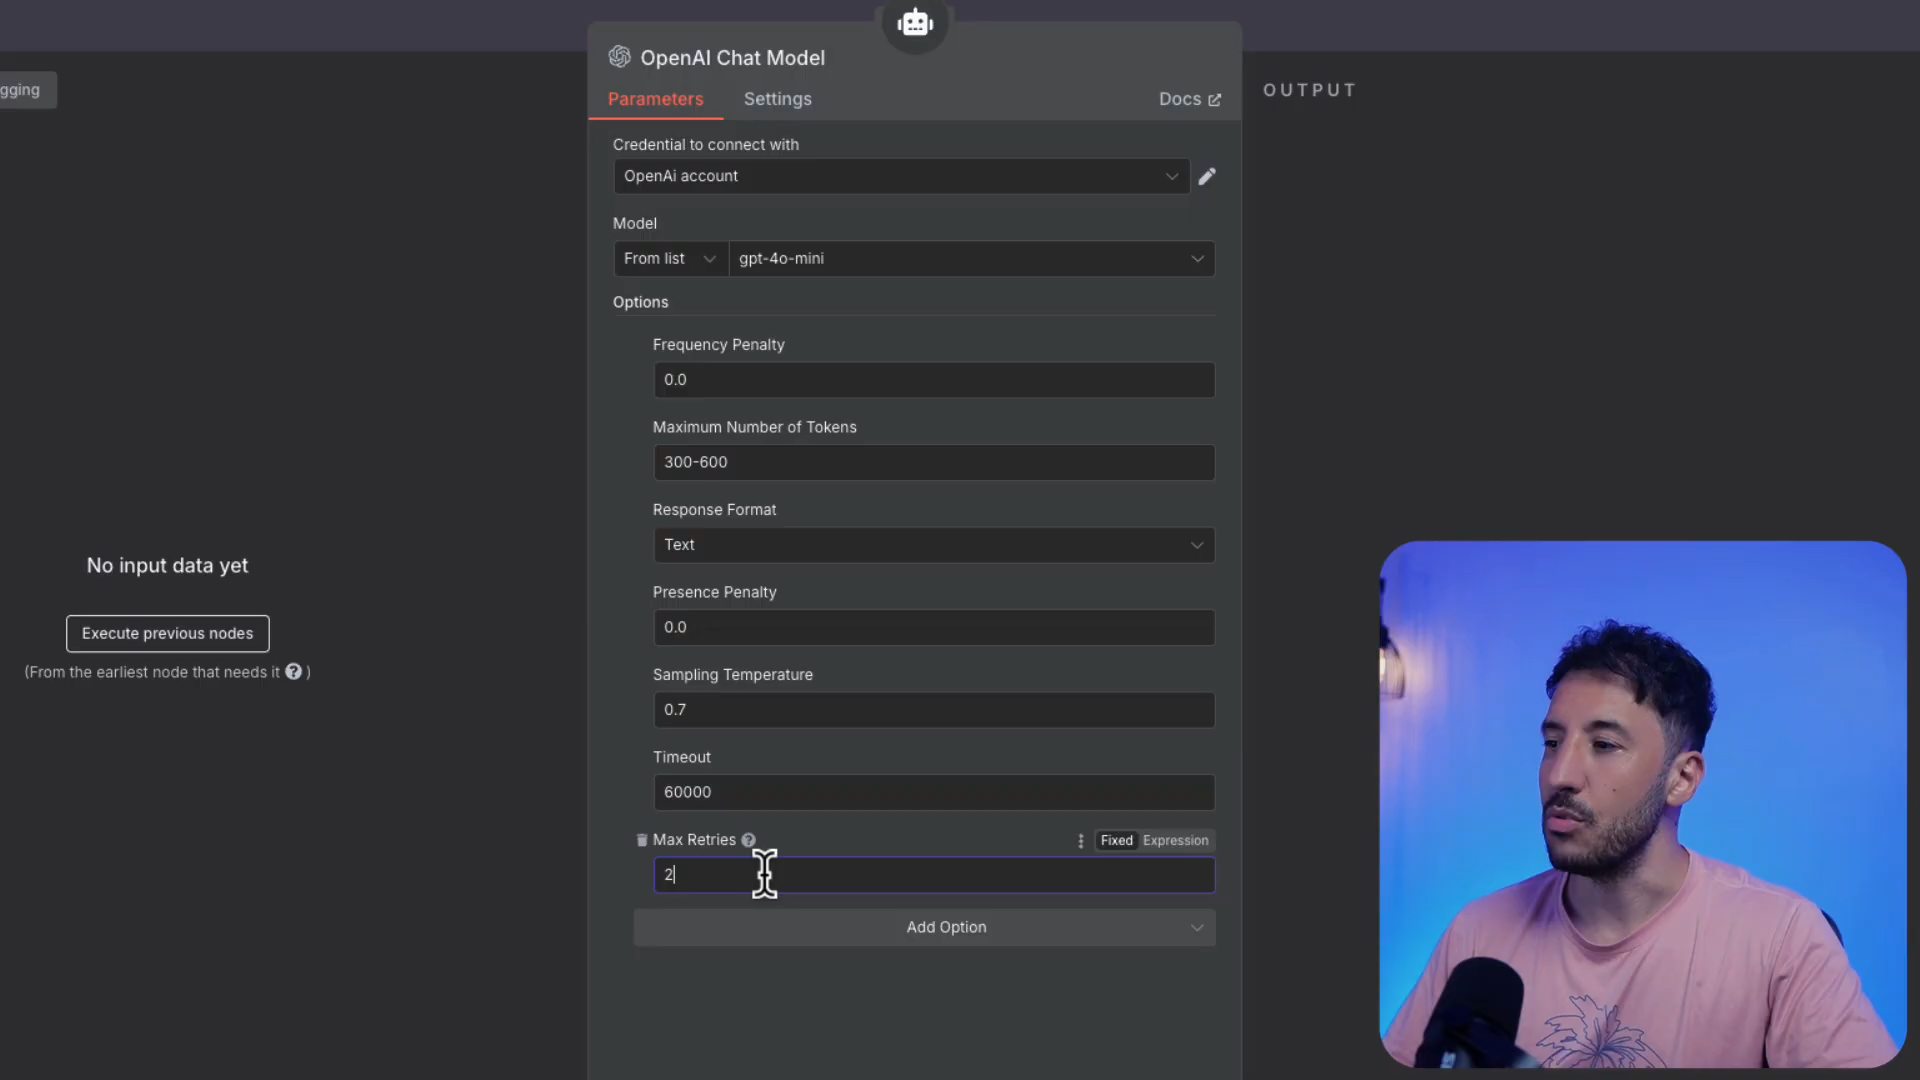 OpenAI Chat Model
Parameters Settings Docs
gging
OUTPUT
Credential to connect with
OpenAi account
Model
From list gpt-4o-mini
Options
Frequency Penalty
0.0
Maximum Number of Tokens
300-600
Response Format
Text
Presence Penalty
0.0
Sampling Temperature
0.7
Timeout
60000
Max Retries ? Fixed Expression
2
Add Option
No input data yet
Execute previous nodes
(From the earliest node that needs it ? )